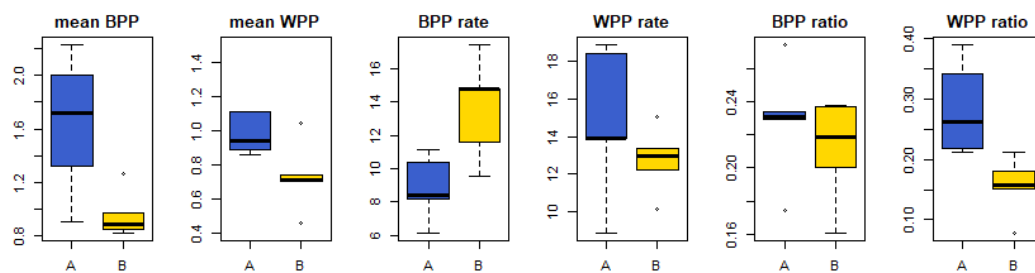 mean BPP
mean WPP
BPP rate
WPP rate
BPP ratio
WPP ratio
0.8 1.2 1.6 2.0
A B
0.4 0.6 0.8 1.0 1.2 1.4
A B
6 8 10 12 14 16
A B
10 12 14 16 18
A B
0.16 0.20 0.24
A B
0.10 0.20 0.30 0.40
A B